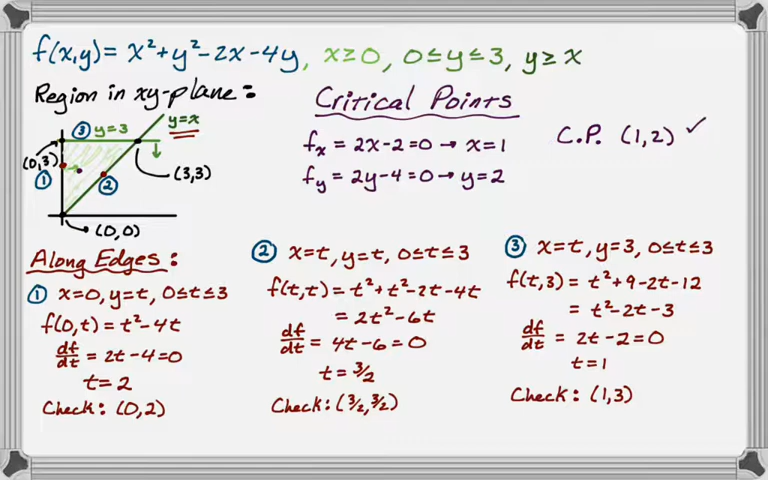 f(x,y) = x² + y² - 2x - 4y, x ≥ 0, 0 ≤ y ≤ 3, y ≥ x
Region in xy-plane:
③ y=3
y=x
(0,3)
①
②
(3,3)
(0,0)
Critical Points
fx = 2x-2=0 → x=1
fy = 2y-4=0 → y=2
C.P. (1,2) ✓
Along Edges:
① x=0, y=t, 0≤t≤3
f(0,t) = t²-4t
df/dt = 2t-4=0
t=2
Check: (0,2)
② x=t, y=t, 0≤t≤3
f(t,t) = t²+t²-2t-4t
= 2t²-6t
df/dt = 4t-6=0
t=3/2
Check: (3/2,3/2)
③ x=t, y=3, 0≤t≤3
f(t,3) = t²+9-2t-12
= t²-2t-3
df/dt = 2t-2=0
t=1
Check: (1,3)